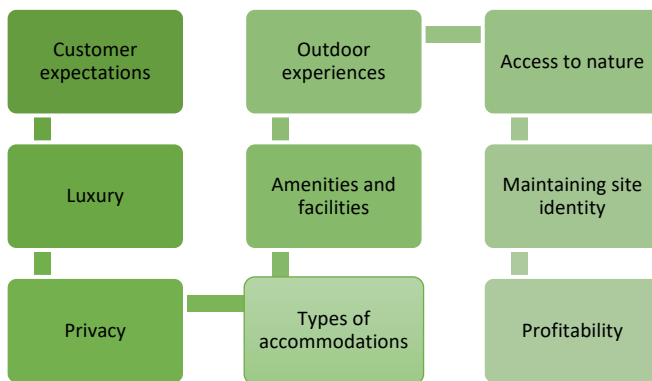 Customer
expectations
Luxury
Privacy
Types of
accommodations
Amenities and
facilities
Outdoor
experiences
Access to nature
Maintaining site
identity
Profitability